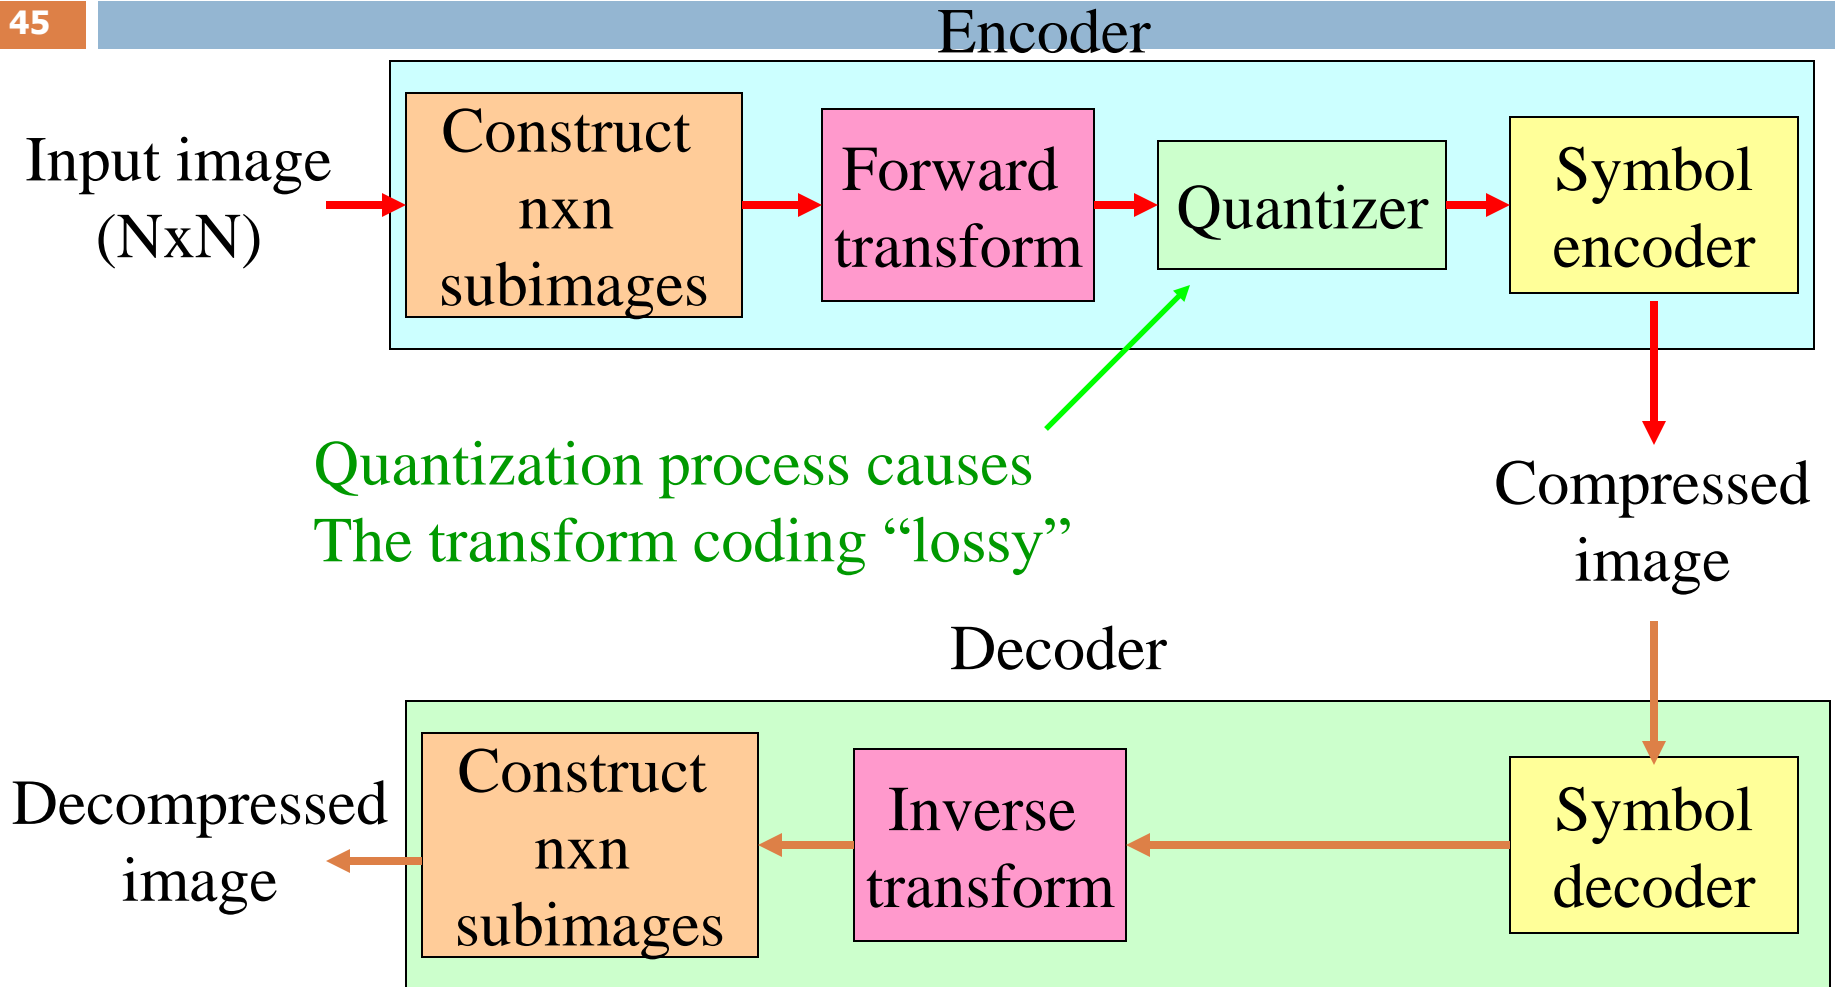 45
Encoder
Input image
(NxN)
Construct
nxn
subimages
Forward
transform
Quantizer
Symbol
encoder
Quantization process causes
The transform coding “lossy”
Compressed
image
Decoder
Decompressed
image
Construct
nxn
subimages
Inverse
transform
Symbol
decoder